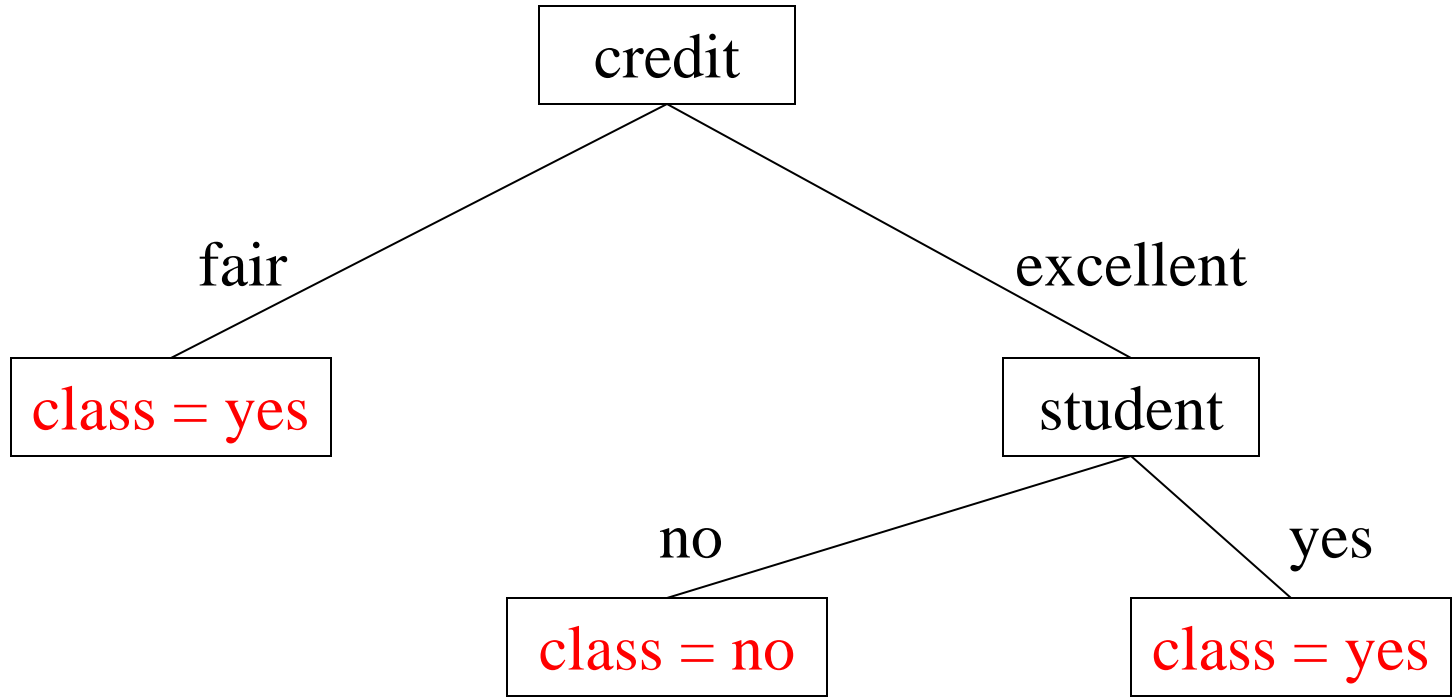 credit
fair
excellent
class = yes
student
no
yes
class = no
class = yes